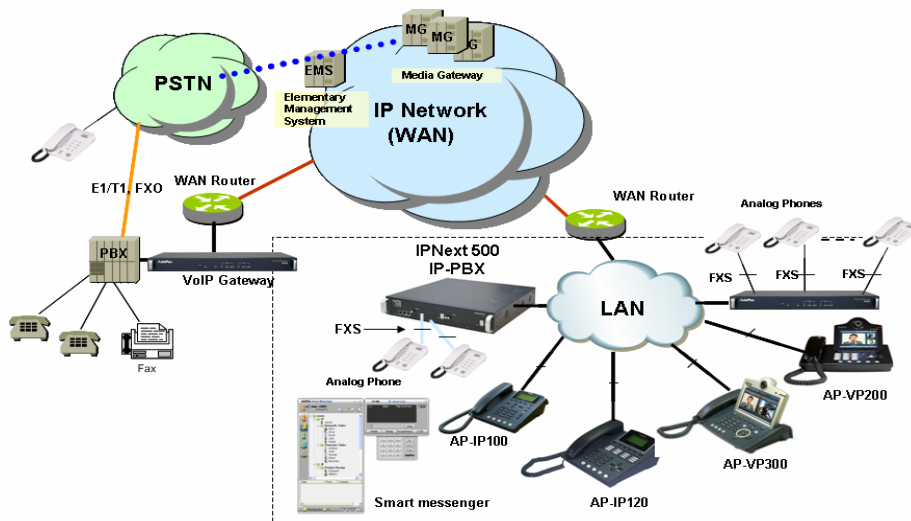 MG
MG
G
PSTN
EMS
Media Gateway
Elementary
Management
System
IP Network
(WAN)
E1/T1, FXO
WAN Router
WAN Router
Analog Phones
PBX
VoIP Gateway
IPNext 500
IP-PBX
FXS
FXS
FXS
LAN
FXS
Fax
Analog Phone
AP-VP200
AP-IP100
AP-VP300
AP-IP120
Smart messenger